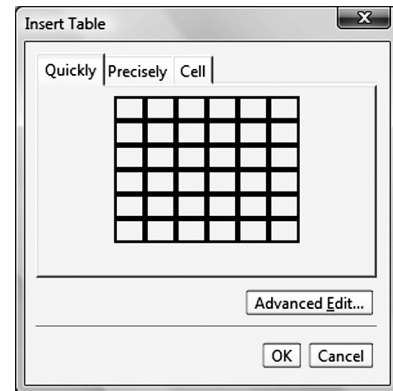 Insert Table
Quickly Precisely Cell
Advanced Edit...
OK Cancel